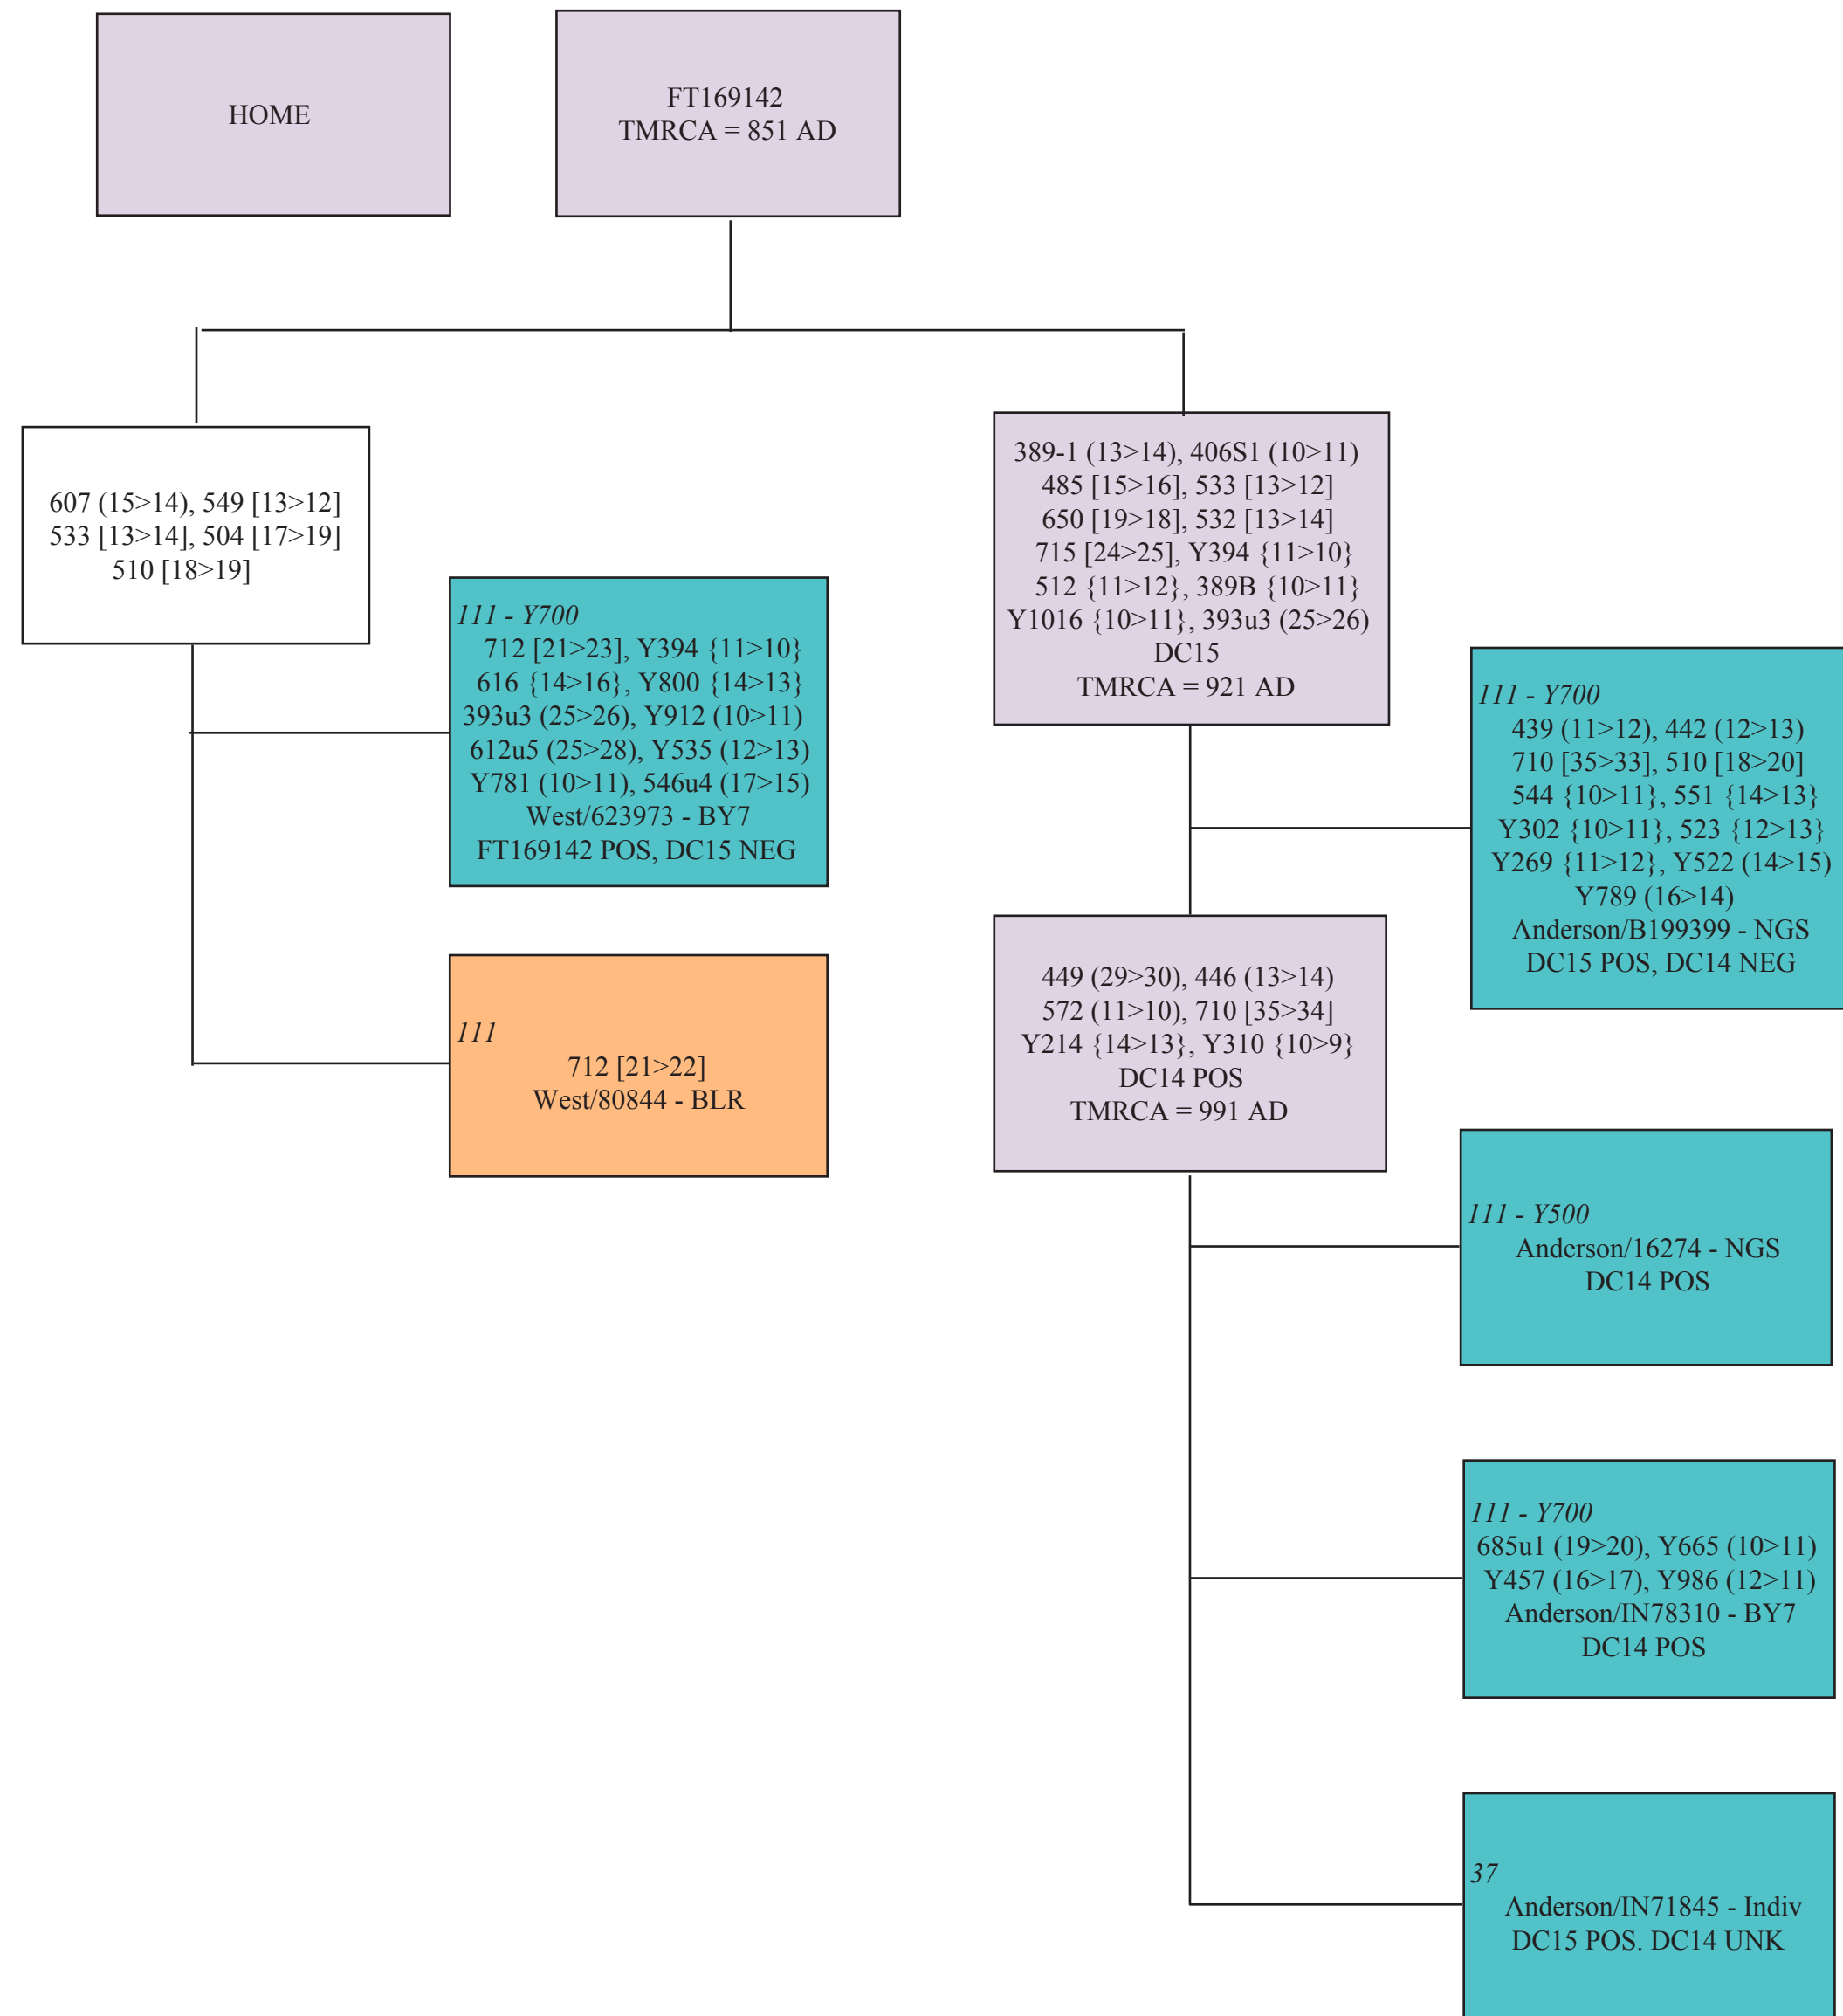 HOME
FT169142
TMRCA = 851 AD
607 (15>14), 549 [13>12]
533 [13>14], 504 [17>19]
510 [18>19]
111 - Y700
712 [21>23], Y394 {11>10}
616 {14>16}, Y800 {14>13}
393u3 (25>26), Y912 (10>11)
612u5 (25>28), Y535 (12>13)
Y781 (10>11), 546u4 (17>15)
West/623973 - BY7
FT169142 POS, DC15 NEG
111
712 [21>22]
West/80844 - BLR
389-1 (13>14), 406S1 (10>11)
485 [15>16], 533 [13>12]
650 [19>18], 532 [13>14]
715 [24>25], Y394 {11>10}
512 {11>12}, 389B {10>11}
Y1016 {10>11}, 393u3 (25>26)
DC15
TMRCA = 921 AD
111 - Y700
439 (11>12), 442 (12>13)
710 [35>33], 510 [18>20]
544 {10>11}, 551 {14>13}
Y302 {10>11}, 523 {12>13}
Y269 {11>12}, Y522 (14>15)
Y789 (16>14)
Anderson/B199399 - NGS
DC15 POS, DC14 NEG
449 (29>30), 446 (13>14)
572 (11>10), 710 [35>34]
Y214 {14>13}, Y310 {10>9}
DC14 POS
TMRCA = 991 AD
111 - Y500
Anderson/16274 - NGS
DC14 POS
111 - Y700
685u1 (19>20), Y665 (10>11)
Y457 (16>17), Y986 (12>11)
Anderson/IN78310 - BY7
DC14 POS
37
Anderson/IN71845 - Indiv
DC15 POS. DC14 UNK